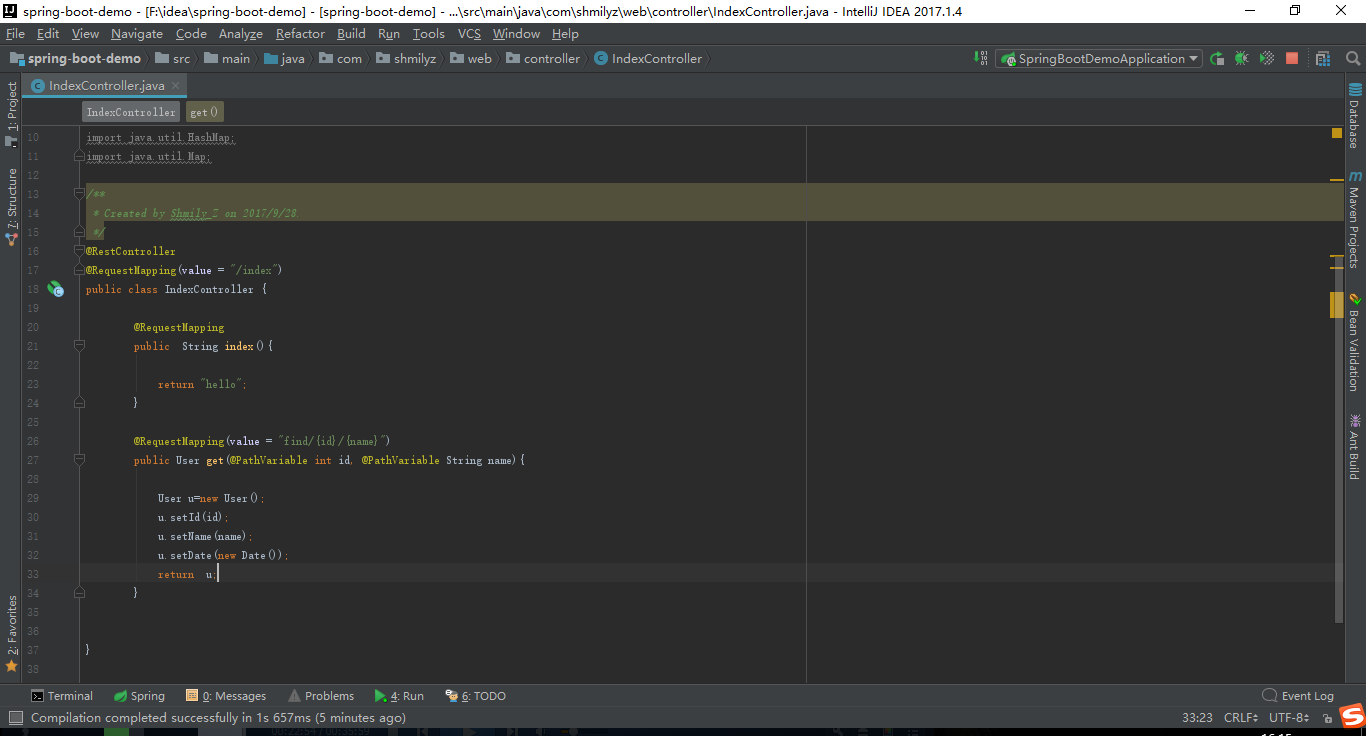 spring-boot-demo - [F:\idea\spring-boot-demo] - [spring-boot-demo] - ...\src\main\java\com\shmilyz\web\controller\IndexController.java - IntelliJ IDEA 2017.1.4
File Edit View Navigate Code Analyze Refactor Build Run Tools VCS Window Help
spring-boot-demo src main java com shmilyz web controller IndexController SpringBootDemoApplication
IndexController.java
IndexController get()
1: Project
7: Structure
2: Favorites
10 import java.util.HashMap;
11 import java.util.Map;
12
13 /**
14 * Created by Shmily_Z on 2017/9/28.
15 */
16 @RestController
17 @RequestMapping(value = "/index")
18 public class IndexController {
19
20 @RequestMapping
21 public  String index(){
22
23 return "hello";
24 }
25
26 @RequestMapping(value = "find/{id}/{name}")
27 public User get(@PathVariable int id, @PathVariable String name){
28
29 User u=new User();
30 u.setId(id);
31 u.setName(name);
32 u.setDate(new Date());
33 return  u;
34 }
35
36
37 }
38
Database
Maven Projects
Bean Validation
Ant Build
Terminal Spring 0: Messages Problems 4: Run 6: TODO Event Log
Compilation completed successfully in 1s 657ms (5 minutes ago) 33:23 CRLF UTF-8
00:22:54 / 00:35:59